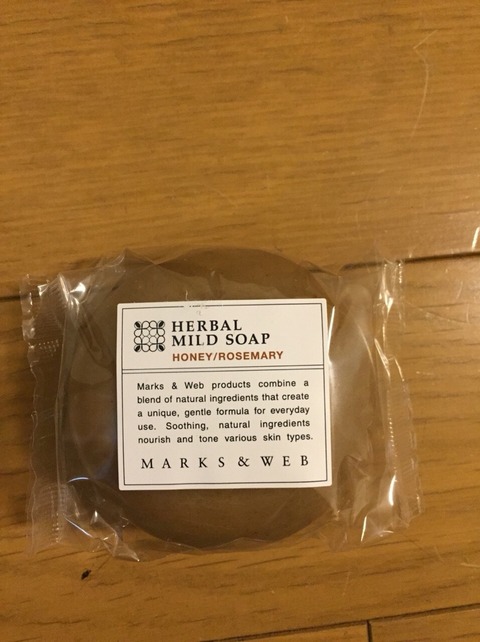 HERBAL
MILD SOAP
HONEY/ROSEMARY
Marks & Web products combine a
blend of natural ingredients that create
a unique, gentle formula for everyday
use. Soothing, natural ingredients
nourish and tone various skin types.
MARKS & WEB